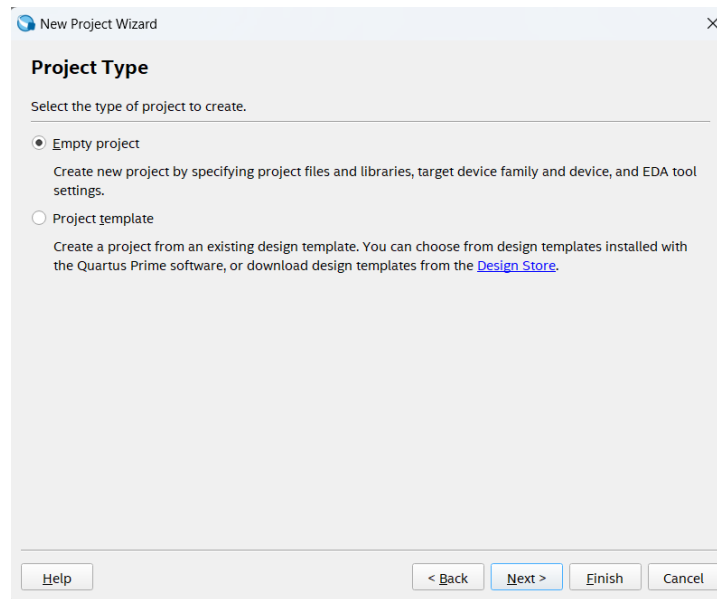 New Project Wizard
Project Type
Select the type of project to create.
Empty project
Create new project by specifying project files and libraries, target device family and device, and EDA tool
settings.
Project template
Create a project from an existing design template. You can choose from design templates installed with
the Quartus Prime software, or download design templates from the Design Store.
Help
< Back
Next >
Finish
Cancel